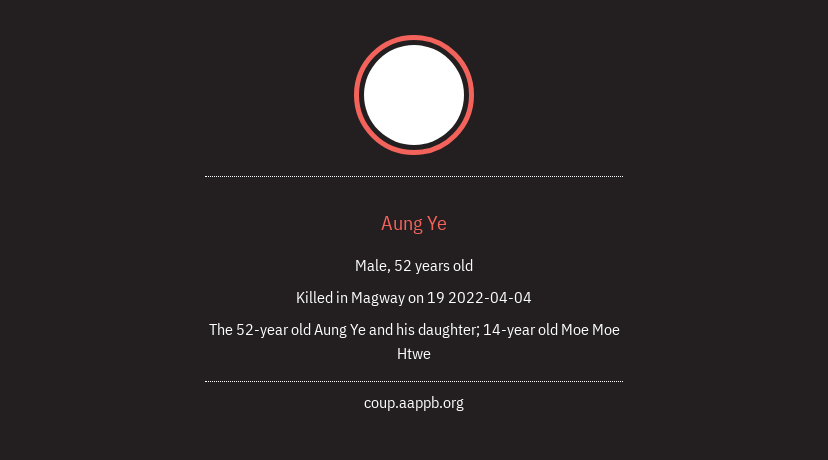 Aung Ye
Male, 52 years old
Killed in Magway on 19 2022-04-04
The 52-year old Aung Ye and his daughter; 14-year old Moe Moe
Htwe
coup.aappb.org